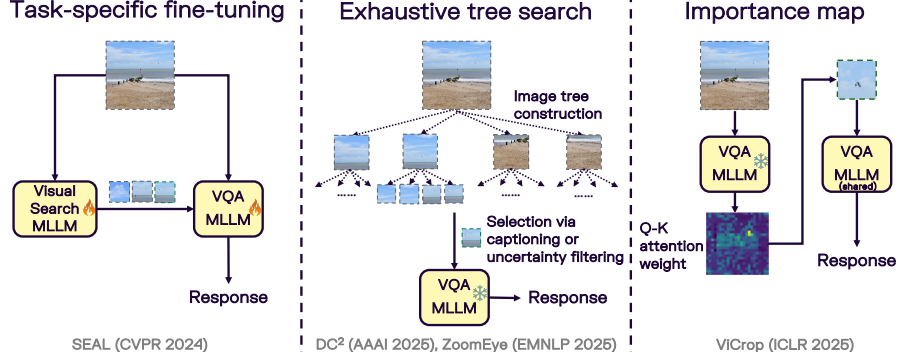 Task-specific fine-tuning
Visual
Search
MLLM
VQA
MLLM
Response
SEAL (CVPR 2024)
Exhaustive tree search
Image tree
construction
......
......
......
Selection via
captioning or
uncertainty filtering
VQA
MLLM
Response
DC² (AAAI 2025), ZoomEye (EMNLP 2025)
Importance map
VQA
MLLM
Q-K
attention
weight
VQA
MLLM
(shared)
Response
ViCrop (ICLR 2025)